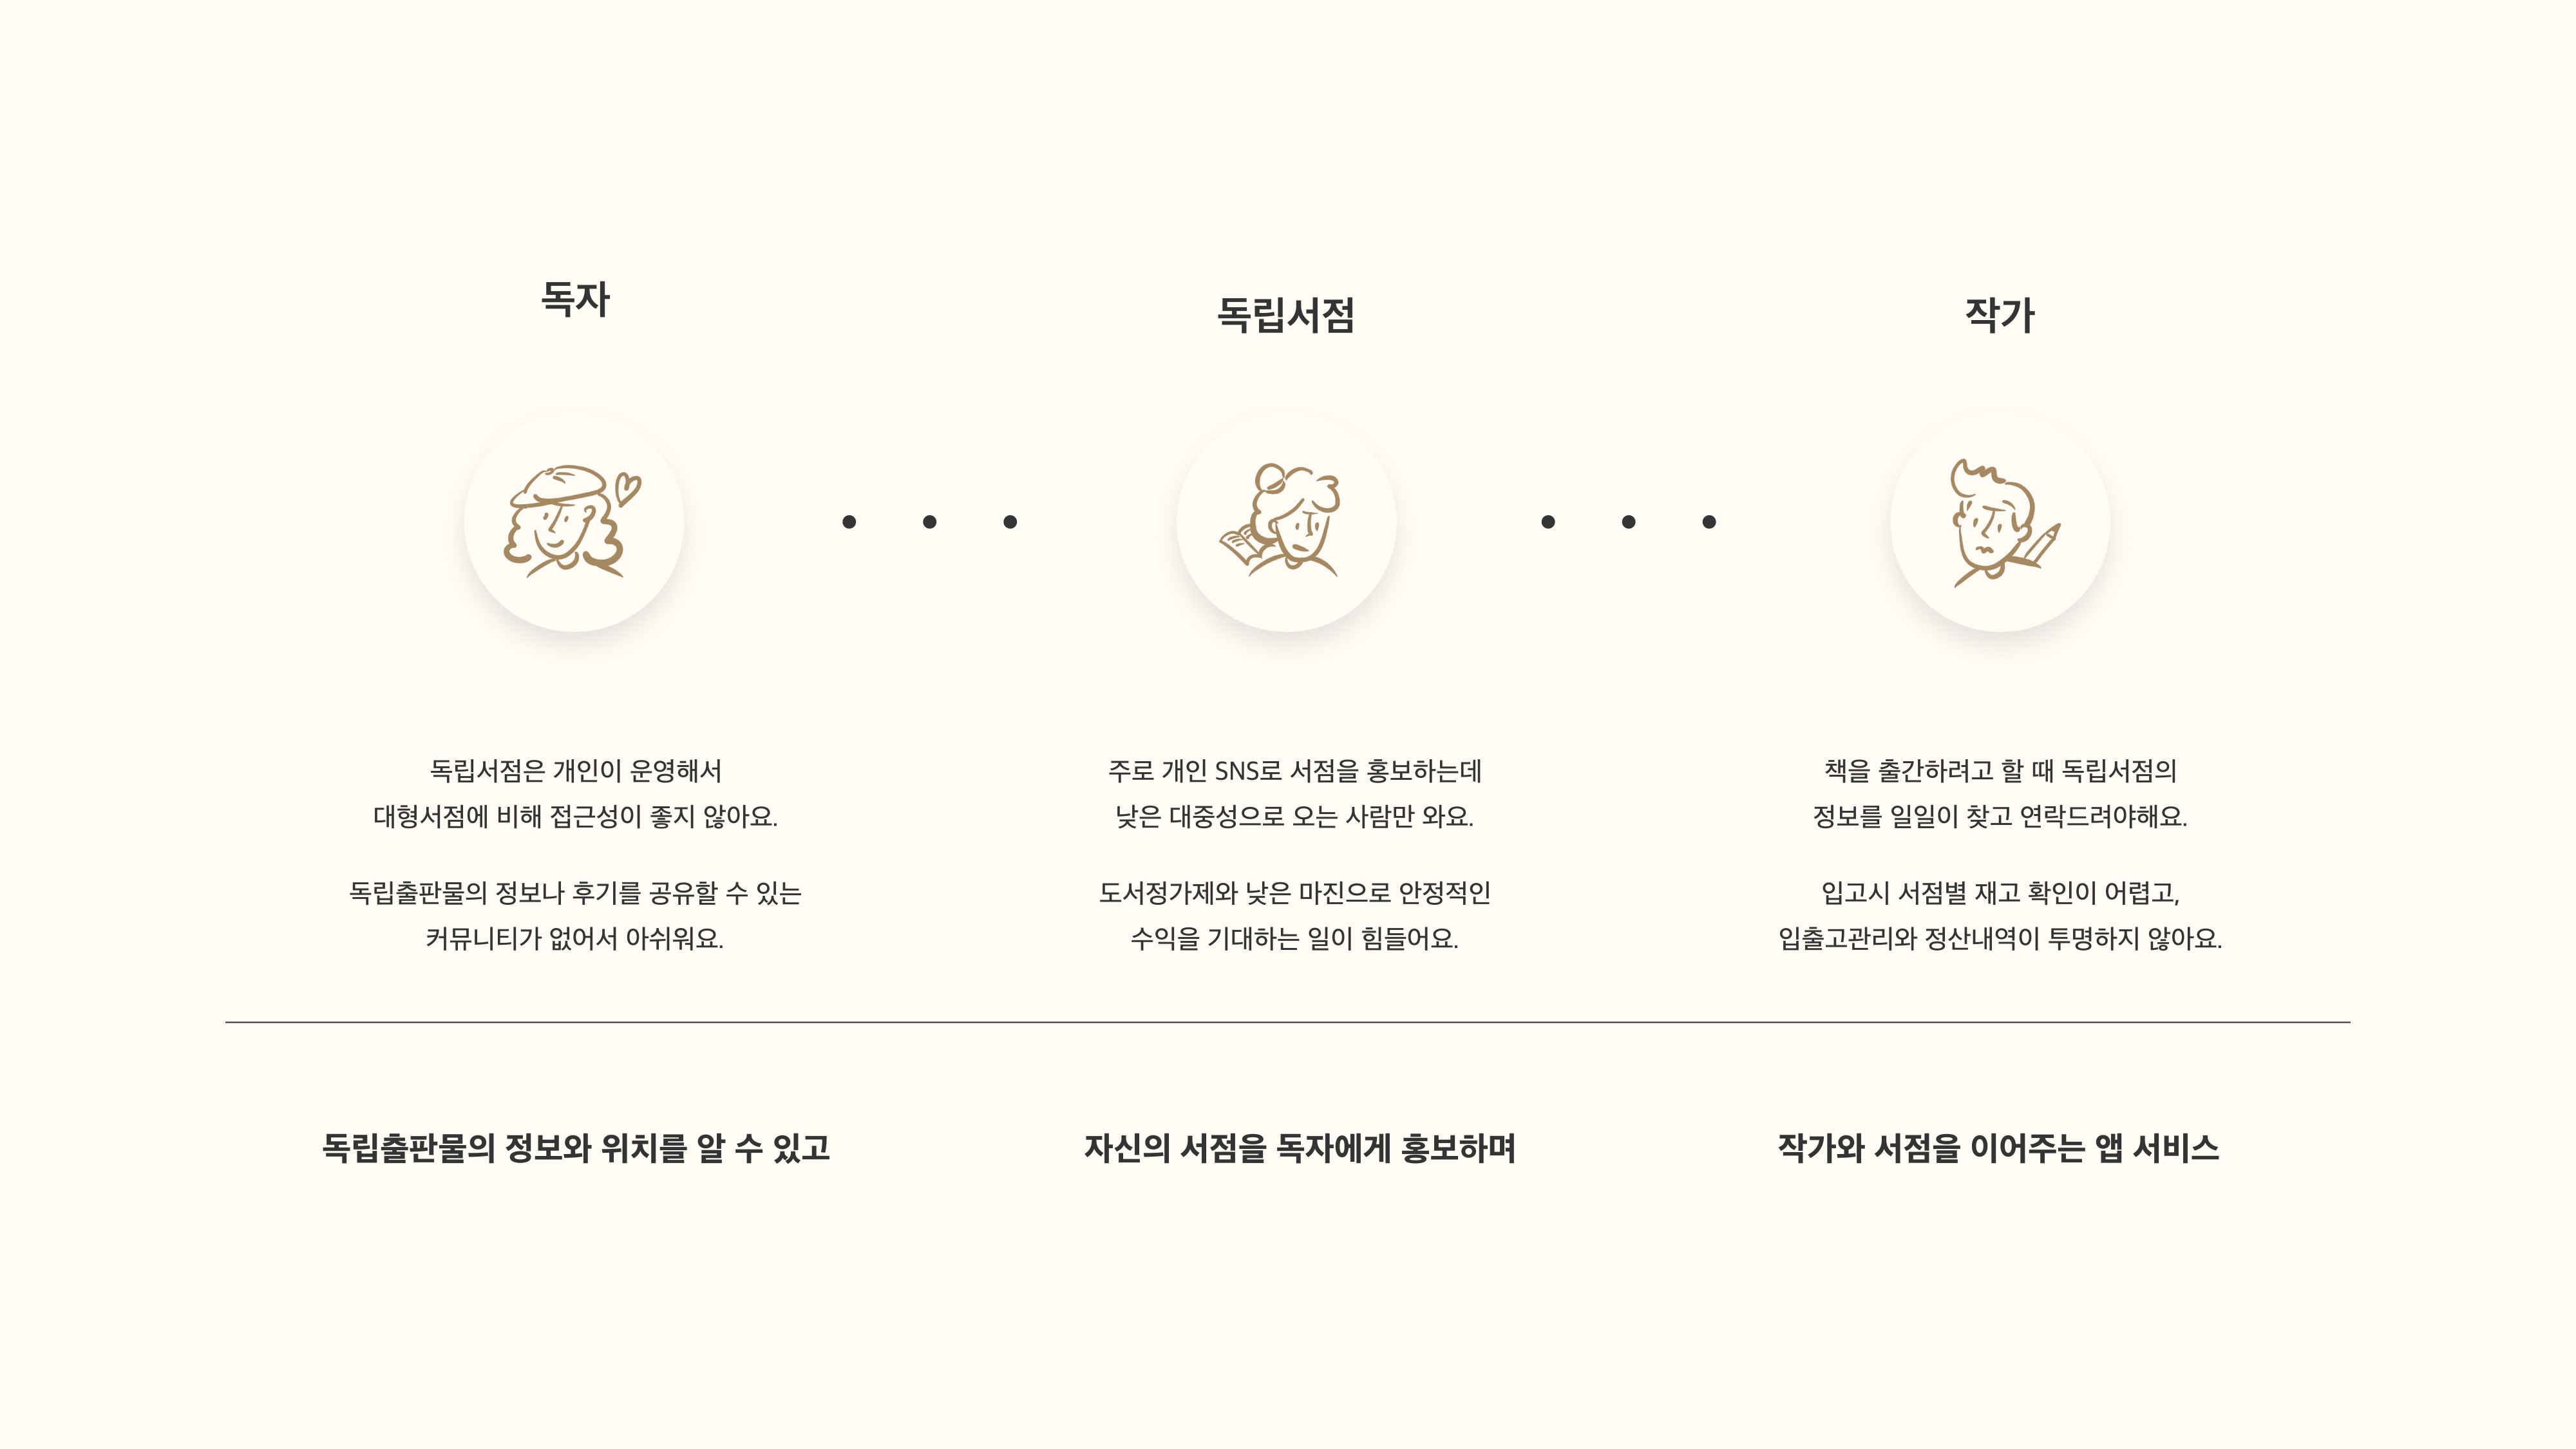 독자
독립서점은 개인이 운영해서
대형서점에 비해 접근성이 좋지 않아요.
독립출판물의 정보나 후기를 공유할 수 있는
커뮤니티가 없어서 아쉬워요.
독립서점
주로 개인 SNS로 서점을 홍보하는데
낮은 대중성으로 오는 사람만 와요.
도서정가제와 낮은 마진으로 안정적인
수익을 기대하는 일이 힘들어요.
작가
책을 출간하려고 할 때 독립서점의
정보를 일일이 찾고 연락드려야해요.
입고시 서점별 재고 확인이 어렵고,
입출고관리와 정산내역이 투명하지 않아요.
독립출판물의 정보와 위치를 알 수 있고
자신의 서점을 독자에게 홍보하며
작가와 서점을 이어주는 앱 서비스